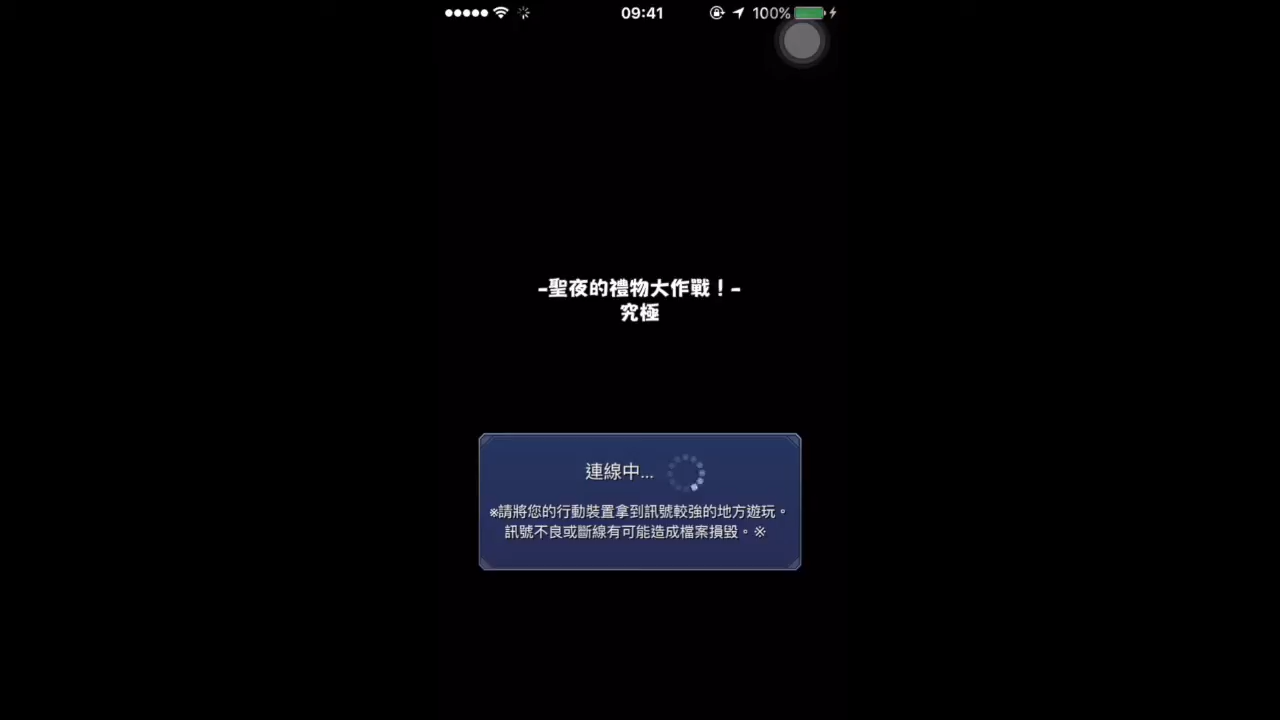 09:41
100%
-聖夜的禮物大作戰！-
究極
連線中...
※請將您的行動裝置拿到訊號較強的地方遊玩。
訊號不良或斷線有可能造成檔案損毀。※